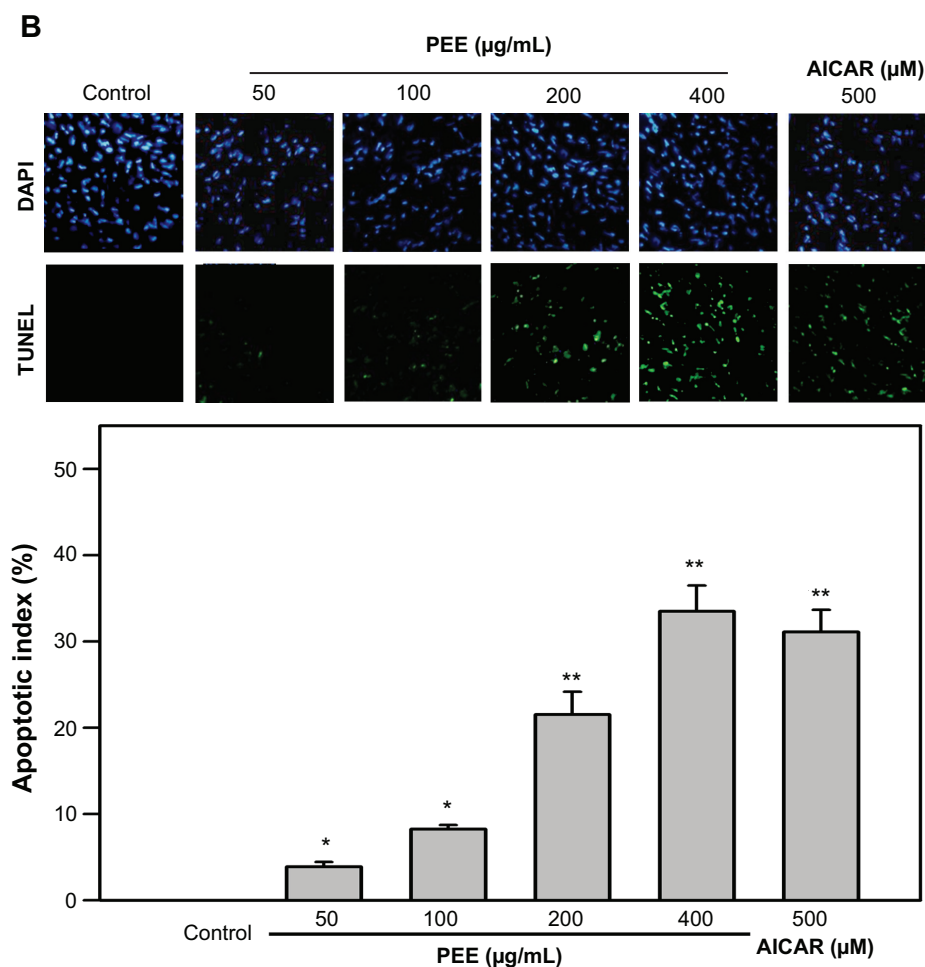 B
PEE (µg/mL)
AICAR (µM)
Control 50 100 200 400 500
DAPI
TUNEL
Apoptotic index (%)
50
40
30
20
10
0
* * ** ** **
Control 50 100 200 400 500
PEE (µg/mL) AICAR (µM)